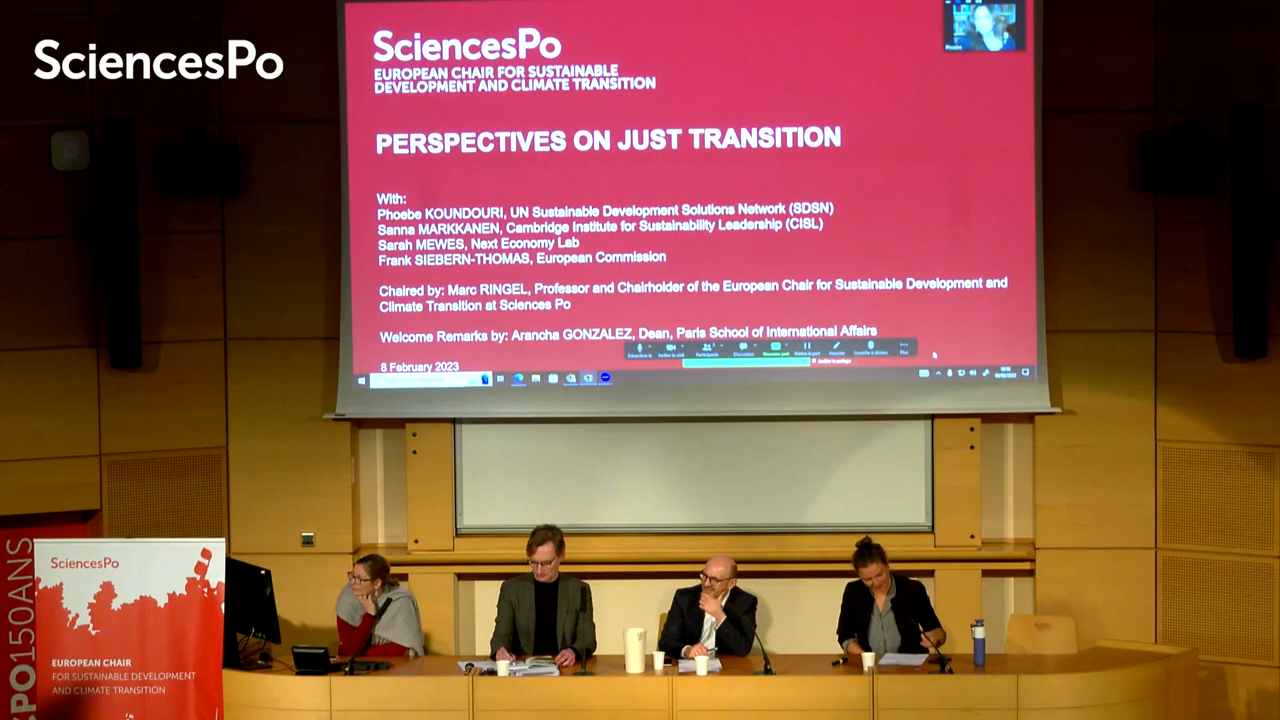 SciencesPo
SciencesPo
EUROPEAN CHAIR FOR SUSTAINABLE
DEVELOPMENT AND CLIMATE TRANSITION
PERSPECTIVES ON JUST TRANSITION
With:
Phoebe KOUNDOURI, UN Sustainable Development Solutions Network (SDSN)
Sanna MARKKANEN, Cambridge Institute for Sustainability Leadership (CISL)
Sarah MEWES, Next Economy Lab
Frank SIEBERN-THOMAS, European Commission
Chaired by: Marc RINGEL, Professor and Chairholder of the European Chair for Sustainable Development and
Climate Transition at Sciences Po
Welcome Remarks by: Arancha GONZALEZ, Dean, Paris School of International Affairs
8 February 2023
PO150ANS
SciencesPo
EUROPEAN CHAIR
FOR SUSTAINABLE DEVELOPMENT
AND CLIMATE TRANSITION